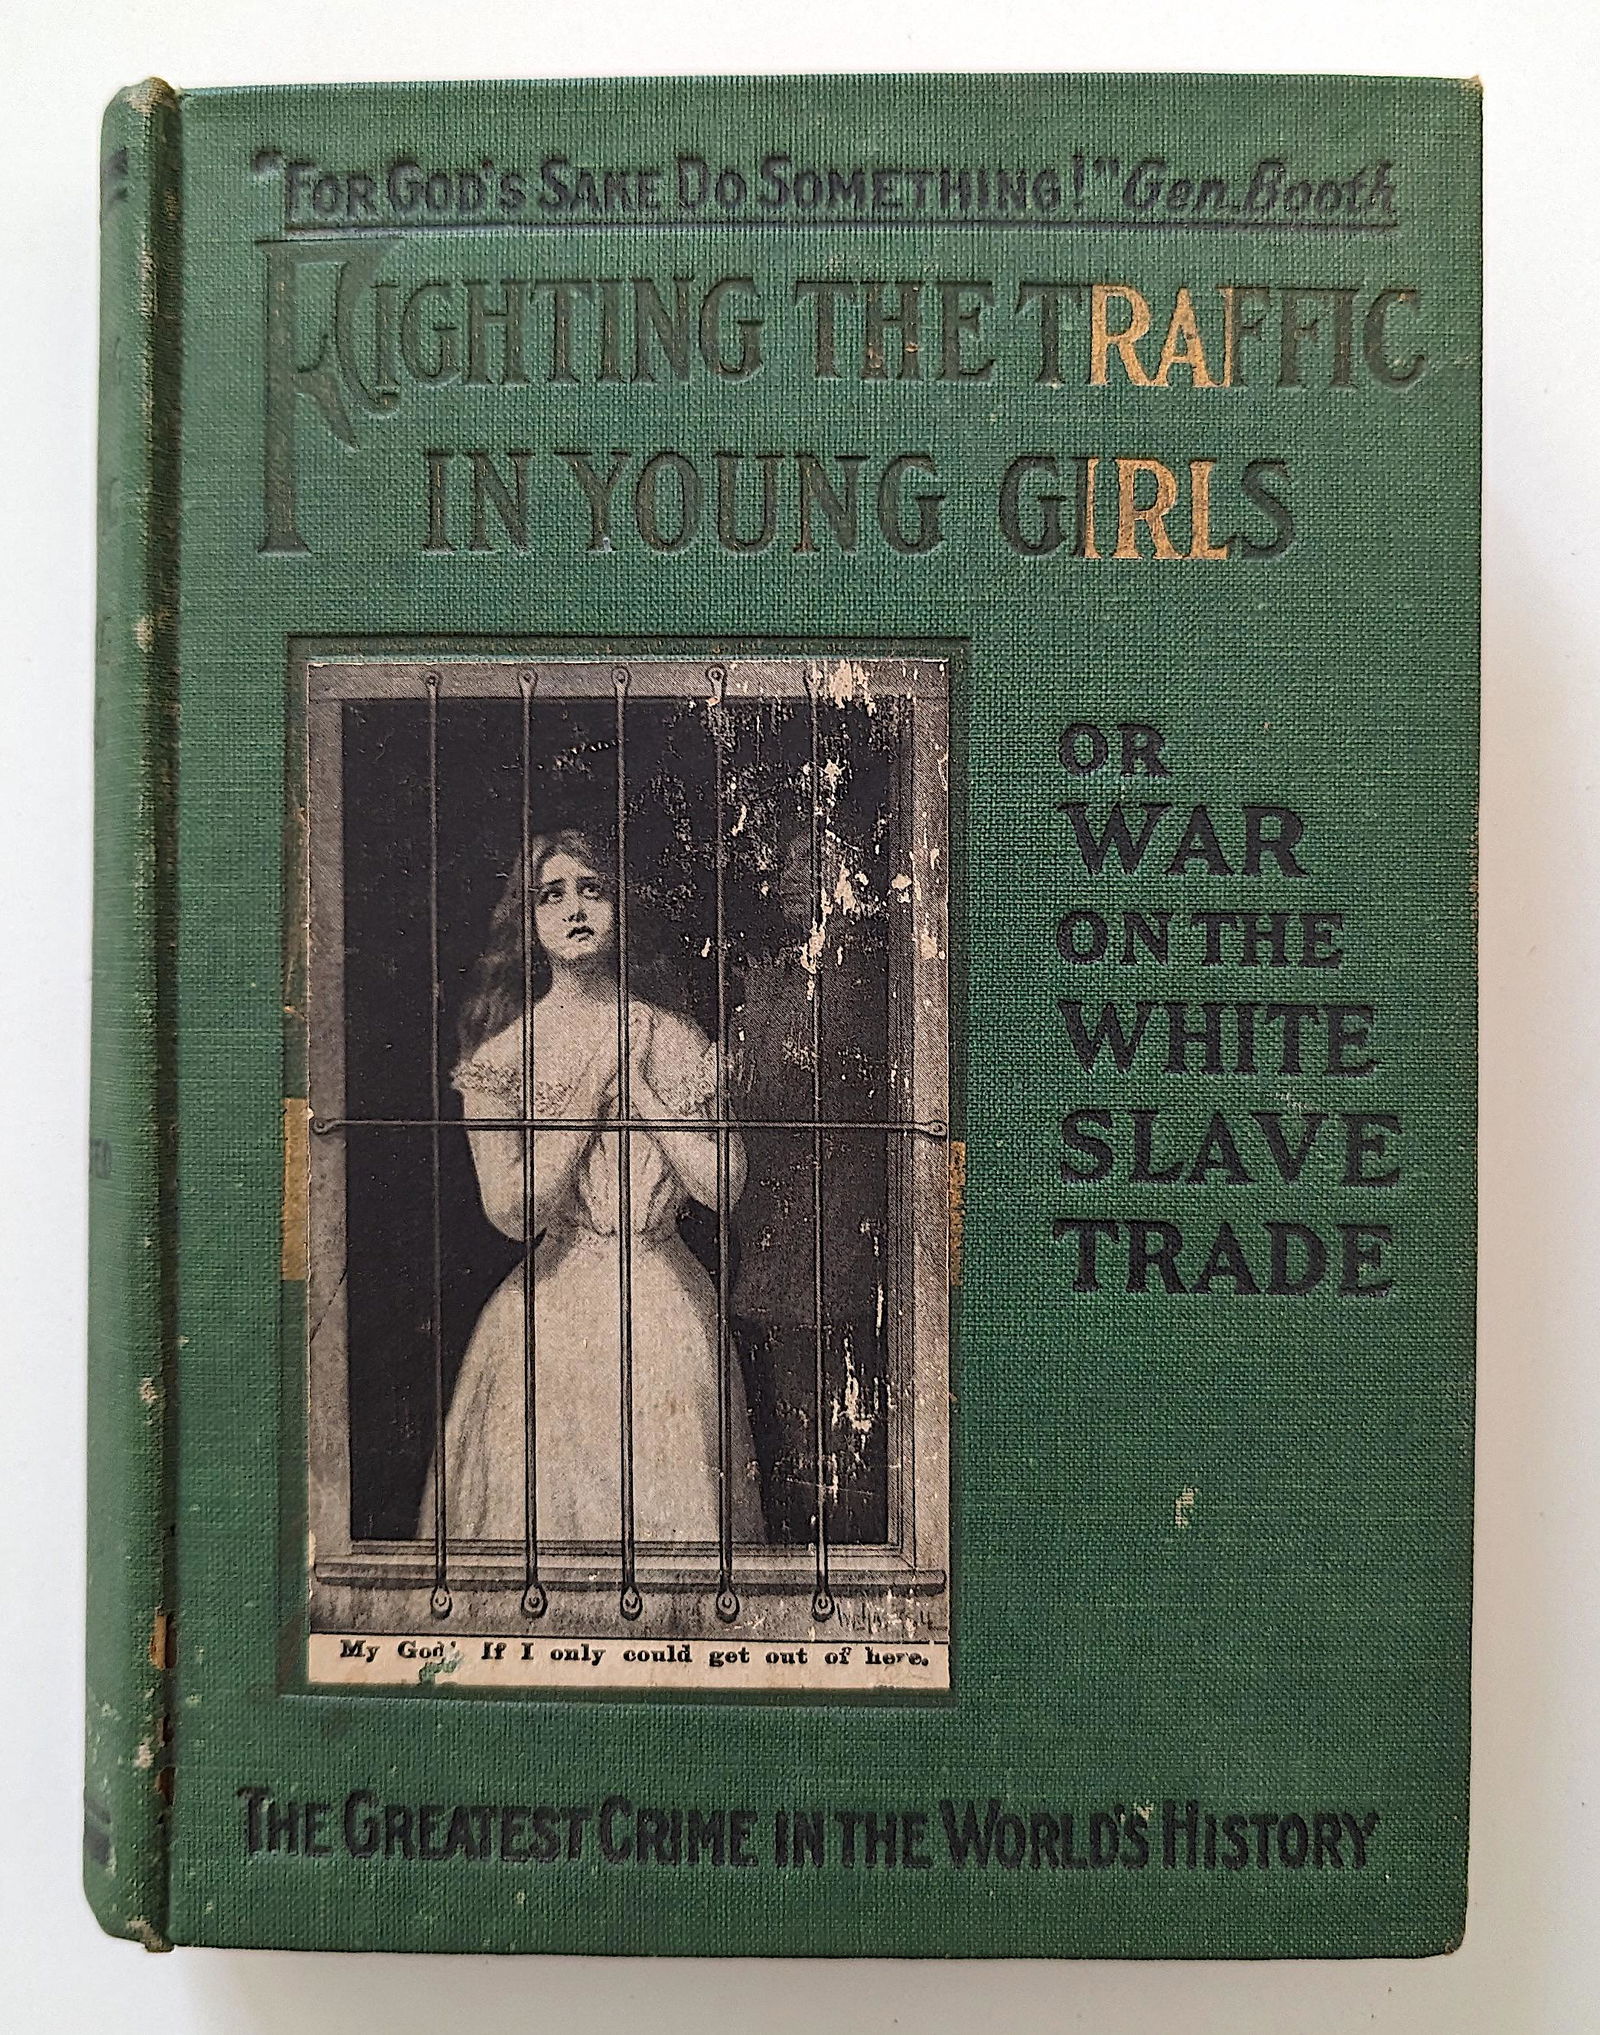 "FOR GOD'S SAKE DO SOMETHING!" Gen. Booth
FIGHTING THE TRAFFIC
IN YOUNG GIRLS
OR
WAR
ON THE
WHITE
SLAVE
TRADE
My God! If I only could get out of here.
THE GREATEST CRIME IN THE WORLD'S HISTORY